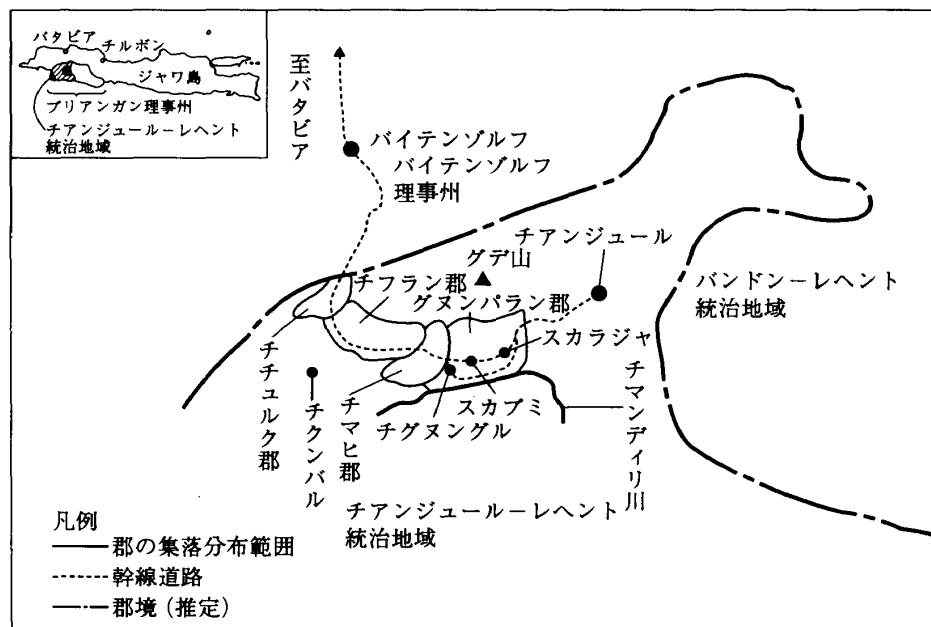 バタビア
チルボン
ジャワ島
プリアンガン理事州
チアンジュール－レヘント
統治地域
至バタビア
バイテンゾルフ
バイテンゾルフ
理事州
チアンジュール
グデ山
チフラン郡
グヌンパラン郡
バンドン－レヘント
統治地域
スカラジャ
スカブミ
チグヌングル
チチュルク郡
チクンバル
チマヒ郡
チマンディリ川
チアンジュール－レヘント
統治地域
凡例
郡の集落分布範囲
幹線道路
郡境（推定）